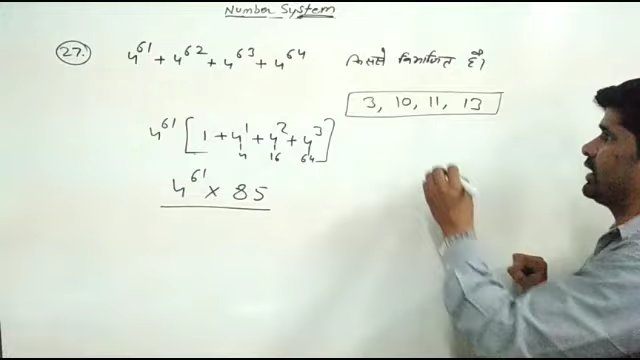 Number System
27. 4^61 + 4^62 + 4^63 + 4^64 किससे विभाजित है।
3, 10, 11, 13
4^61 [1 + 4^1 + 4^2 + 4^3]
4 16 64
4^61 × 85